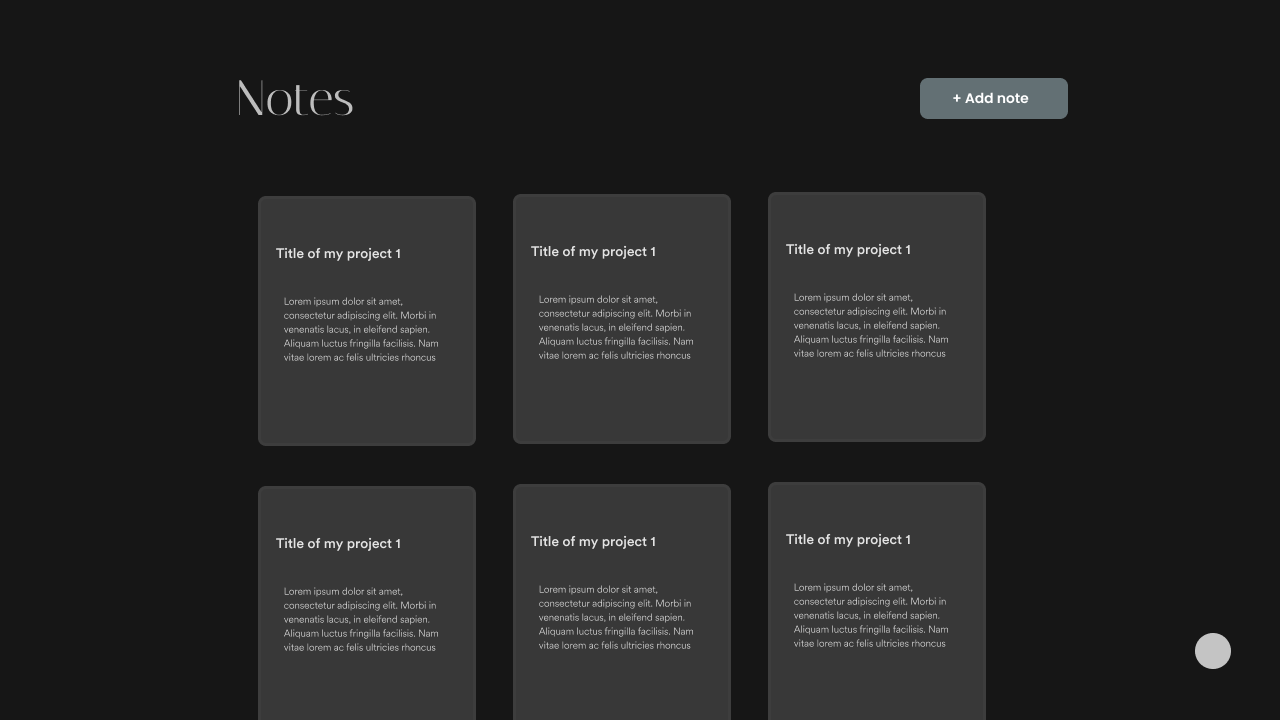 Notes
+ Add note
Title of my project 1
Lorem ipsum dolor sit amet,
consectetur adipiscing elit. Morbi in
venenatis lacus, in eleifend sapien.
Aliquam luctus fringilla facilisis. Nam
vitae lorem ac felis ultricies rhoncus
Title of my project 1
Lorem ipsum dolor sit amet,
consectetur adipiscing elit. Morbi in
venenatis lacus, in eleifend sapien.
Aliquam luctus fringilla facilisis. Nam
vitae lorem ac felis ultricies rhoncus
Title of my project 1
Lorem ipsum dolor sit amet,
consectetur adipiscing elit. Morbi in
venenatis lacus, in eleifend sapien.
Aliquam luctus fringilla facilisis. Nam
vitae lorem ac felis ultricies rhoncus
Title of my project 1
Lorem ipsum dolor sit amet,
consectetur adipiscing elit. Morbi in
venenatis lacus, in eleifend sapien.
Aliquam luctus fringilla facilisis. Nam
vitae lorem ac felis ultricies rhoncus
Title of my project 1
Lorem ipsum dolor sit amet,
consectetur adipiscing elit. Morbi in
venenatis lacus, in eleifend sapien.
Aliquam luctus fringilla facilisis. Nam
vitae lorem ac felis ultricies rhoncus
Title of my project 1
Lorem ipsum dolor sit amet,
consectetur adipiscing elit. Morbi in
venenatis lacus, in eleifend sapien.
Aliquam luctus fringilla facilisis. Nam
vitae lorem ac felis ultricies rhoncus